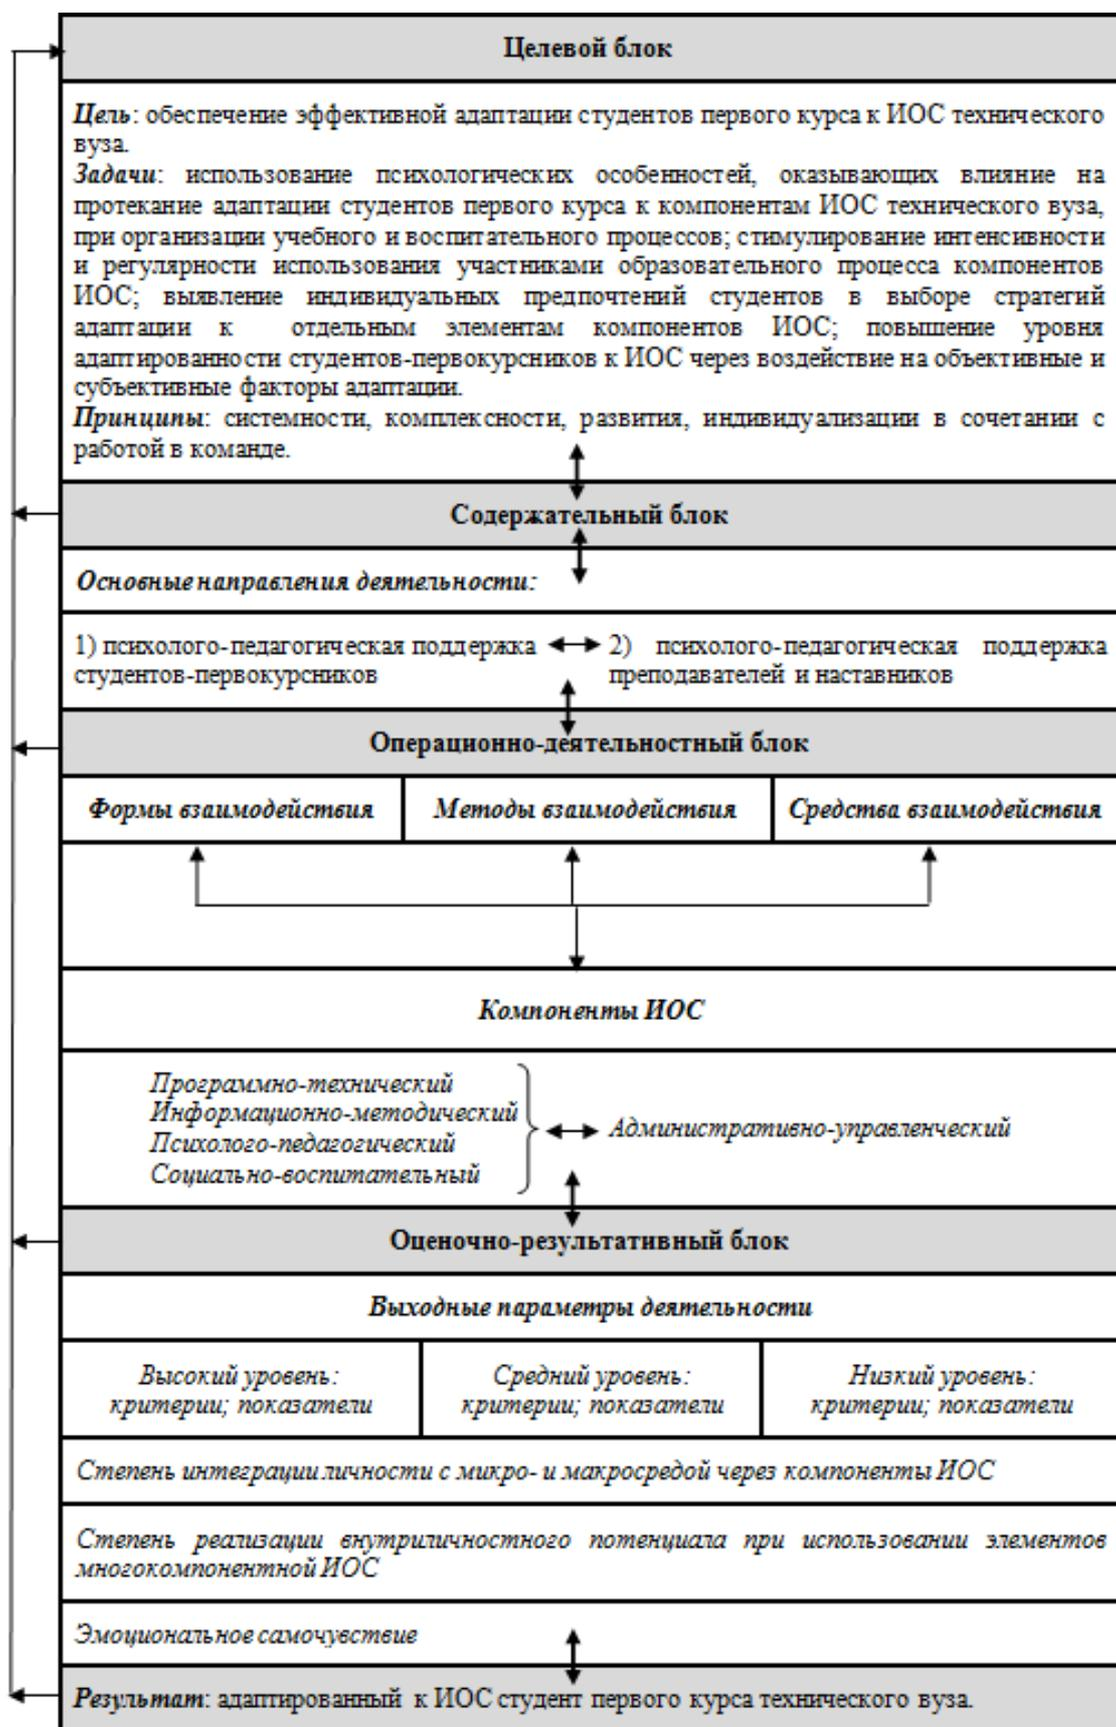 Целевой блок
Цель: обеспечение эффективной адаптации студентов первого курса к ИОС технического
вуза.
Задачи: использование психологических особенностей, оказывающих влияние на
протекание адаптации студентов первого курса к компонентам ИОС технического вуза,
при организации учебного и воспитательного процессов; стимулирование интенсивности
и регулярности использования участниками образовательного процесса компонентов
ИОС; выявление индивидуальных предпочтений студентов в выборе стратегий
адаптации к отдельным элементам компонентов ИОС; повышение уровня
адаптированности студентов-первокурсников к ИОС через воздействие на объективные и
субъективные факторы адаптации.
Принципы: системности, комплексности, развития, индивидуализации в сочетании с
работой в команде.
Содержательный блок
Основные направления деятельности:
1) психолого-педагогическая поддержка
студентов-первокурсников
2) психолого-педагогическая поддержка
преподавателей и наставников
Операционно-деятельностный блок
Формы взаимодействия
Методы взаимодействия
Средства взаимодействия
Компоненты ИОС
Программно-технический
Информационно-методический
Психолого-педагогический
Социально-воспитательный
Административно-управленческий
Оценочно-результативный блок
Выходные параметры деятельности
Высокий уровень:
критерии; показатели
Средний уровень:
критерии; показатели
Низкий уровень:
критерии; показатели
Степень интеграции личности с микро- и макросредой через компоненты ИОС
Степень реализации внутриличностного потенциала при использовании элементов
многокомпонентной ИОС
Эмоциональное самочувствие
Результат: адаптированный к ИОС студент первого курса технического вуза.